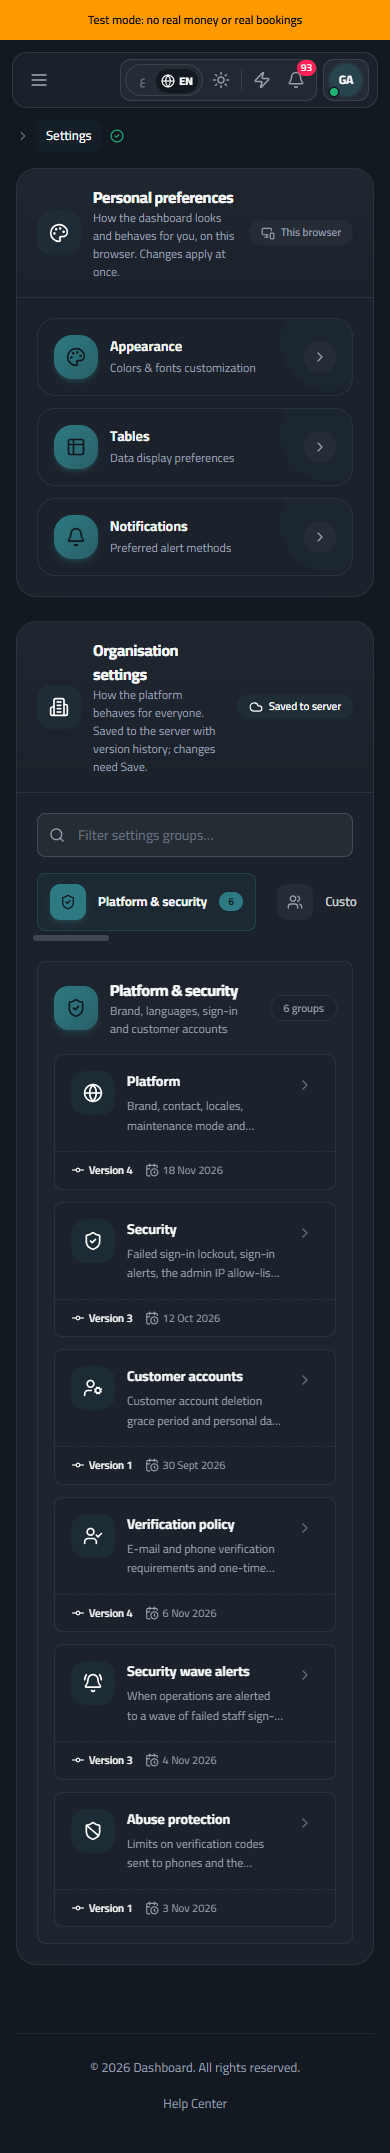 Test mode: no real money or real bookings
ع
EN
93
GA
Settings
Personal preferences
How the dashboard looks
and behaves for you, on this
browser. Changes apply at
once.
This browser
Appearance
Colors & fonts customization
Tables
Data display preferences
Notifications
Preferred alert methods
Organisation
settings
How the platform
behaves for everyone.
Saved to the server with
version history; changes
need Save.
Saved to server
Filter settings groups...
Platform & security
6
Custo
Platform & security
Brand, languages, sign-in
and customer accounts
6 groups
Platform
Brand, contact, locales,
maintenance mode and...
Version 4
18 Nov 2026
Security
Failed sign-in lockout, sign-in
alerts, the admin IP allow-lis...
Version 3
12 Oct 2026
Customer accounts
Customer account deletion
grace period and personal da...
Version 1
30 Sept 2026
Verification policy
E-mail and phone verification
requirements and one-time...
Version 4
6 Nov 2026
Security wave alerts
When operations are alerted
to a wave of failed staff sign-...
Version 3
4 Nov 2026
Abuse protection
Limits on verification codes
sent to phones and the...
Version 1
3 Nov 2026
© 2026 Dashboard. All rights reserved.
Help Center